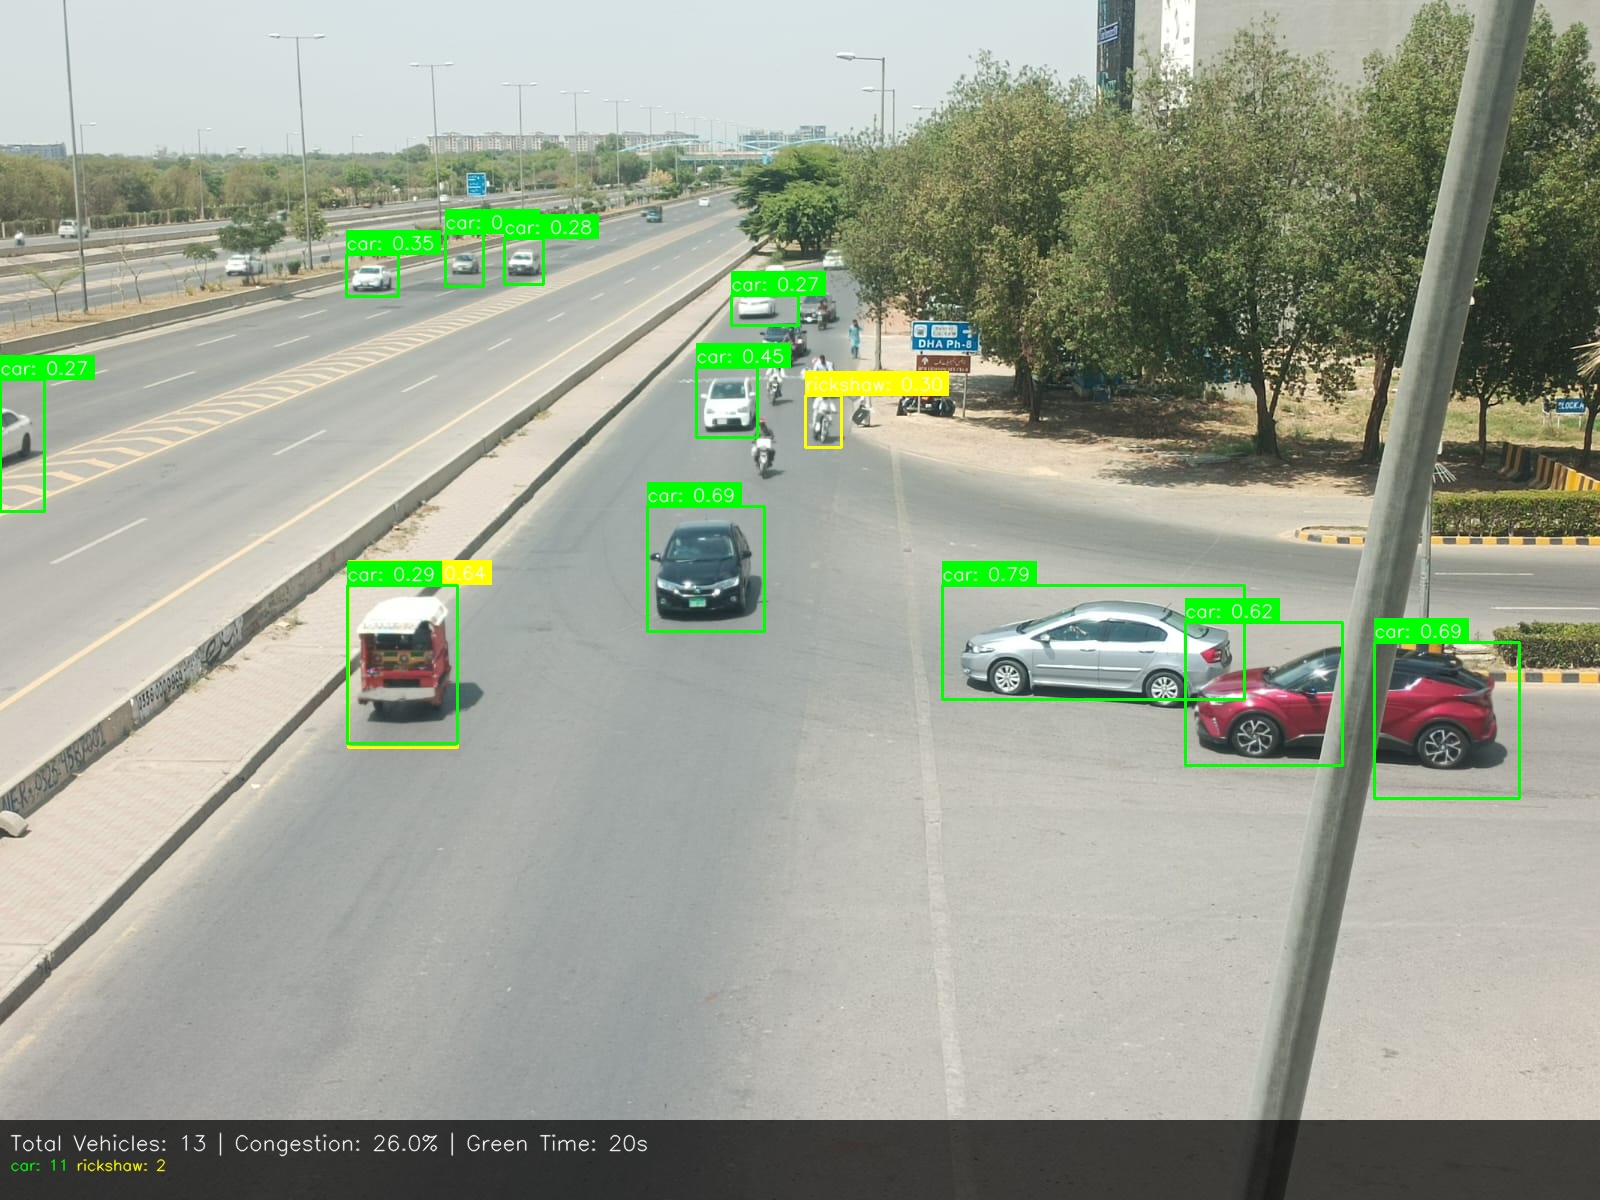 car: 0.35
car: 0
car: 0.28
car: 0.27
DHA Ph-8
car: 0.27
car: 0.45
rickshaw: 0.30
car: 0.69
car: 0.29
0.64
car: 0.79
car: 0.62
car: 0.69
Total Vehicles: 13 | Congestion: 26.0% | Green Time: 20s
car: 11 rickshaw: 2